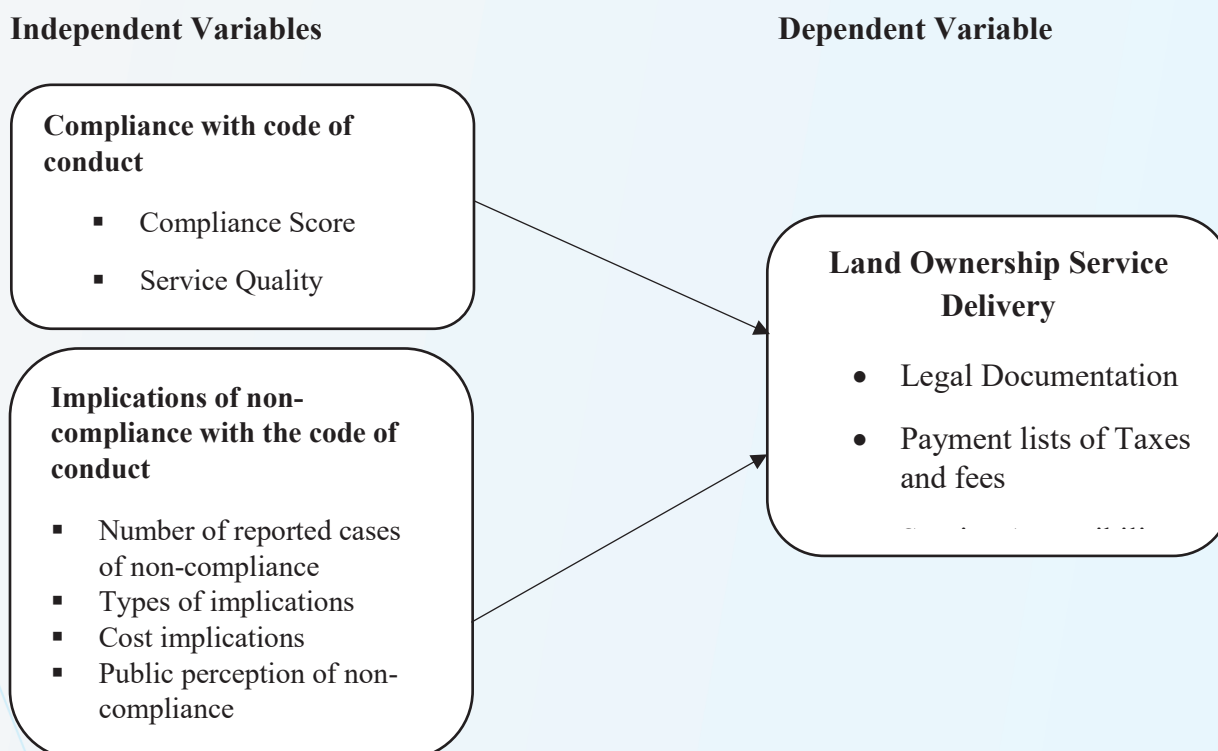 Independent Variables
Dependent Variable
Compliance with code of
conduct
▪ Compliance Score
▪ Service Quality
Implications of non-
compliance with the code of
conduct
▪ Number of reported cases
of non-compliance
▪ Types of implications
▪ Cost implications
▪ Public perception of non-
compliance
Land Ownership Service
Delivery
• Legal Documentation
• Payment lists of Taxes
and fees